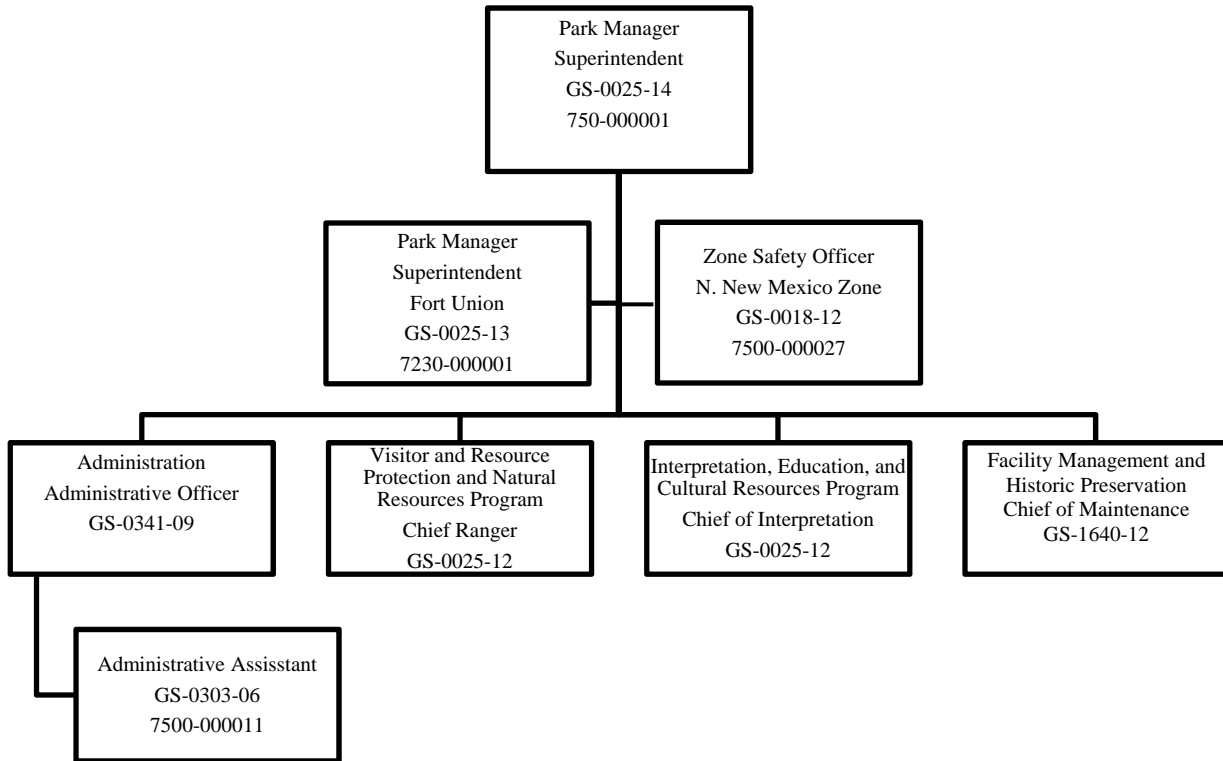 Park Manager
Superintendent
GS-0025-14
750-000001
Park Manager
Superintendent
Fort Union
GS-0025-13
7230-000001
Zone Safety Officer
N. New Mexico Zone
GS-0018-12
7500-000027
Administration
Administrative Officer
GS-0341-09
Visitor and Resource
Protection and Natural
Resources Program
Chief Ranger
GS-0025-12
Interpretation, Education, and
Cultural Resources Program
Chief of Interpretation
GS-0025-12
Facility Management and
Historic Preservation
Chief of Maintenance
GS-1640-12
Administrative Assisstant
GS-0303-06
7500-000011